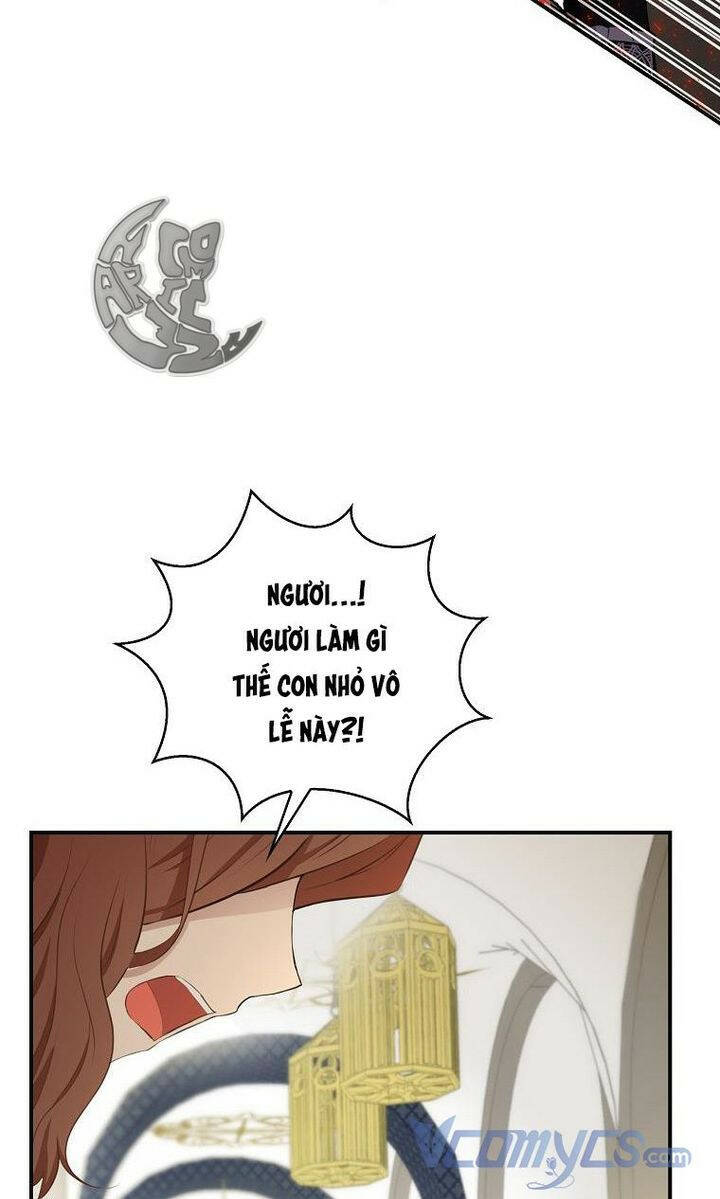 NGƯƠI...!
NGƯƠI LÀM GÌ
THẾ CON NHỎ VÔ
LỄ NÀY?!
VCOMYCS.COM